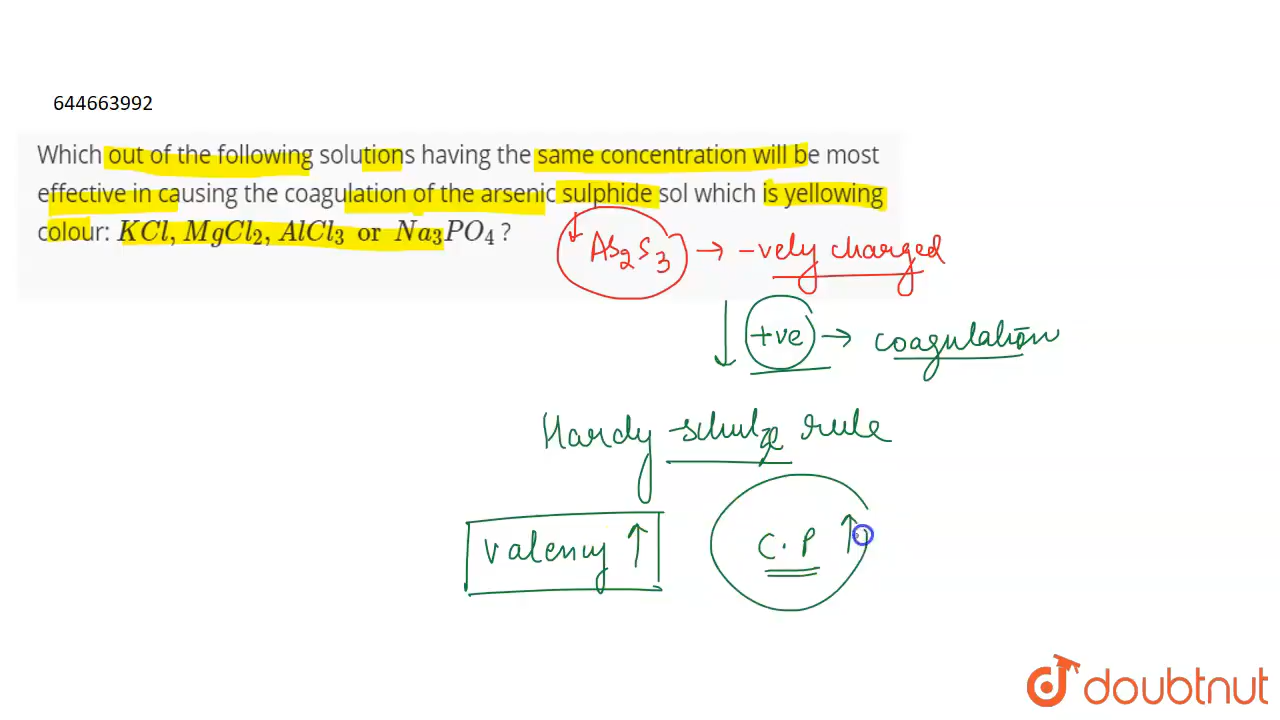 644663992
Which out of the following solutions having the same concentration will be most
effective in causing the coagulation of the arsenic sulphide sol which is yellowing
colour: KCl, MgCl₂, AlCl₃ or Na₃PO₄ ?
As₂S₃ → -vely charged
↓ +ve → coagulation
Hardy schulze rule
Valency ↑ C.P ↑
doubtnut